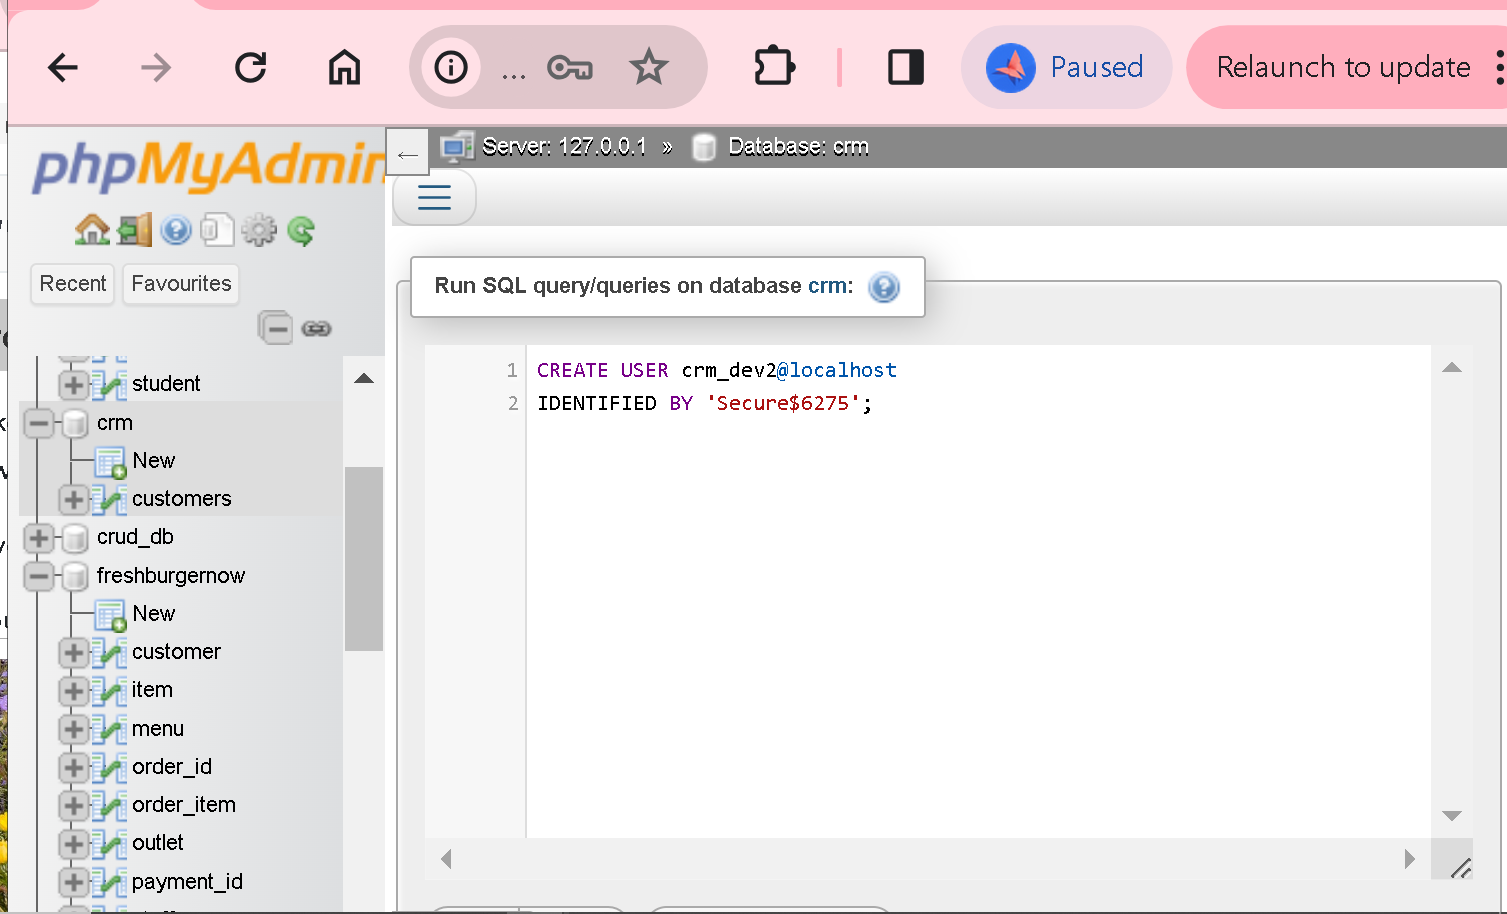 ...
Paused
Relaunch to update
phpMyAdmin
Server: 127.0.0.1 » Database: crm
Recent
Favourites
student
crm
New
customers
crud_db
freshburgernow
New
customer
item
menu
order_id
order_item
outlet
payment_id
Run SQL query/queries on database crm:
1 CREATE USER crm_dev2@localhost
2 IDENTIFIED BY 'Secure$6275';